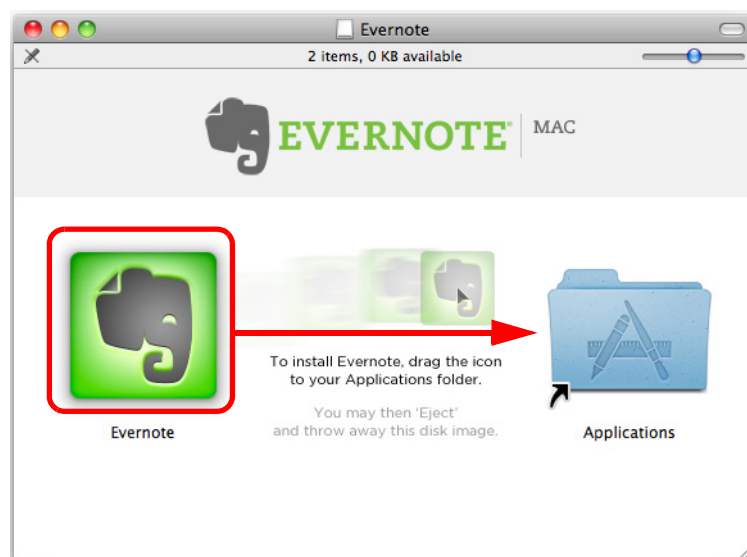 Evernote
2 items, 0 KB available
EVERNOTE® MAC
To install Evernote, drag the icon
to your Applications folder.
You may then 'Eject'
and throw away this disk image.
Evernote
Applications